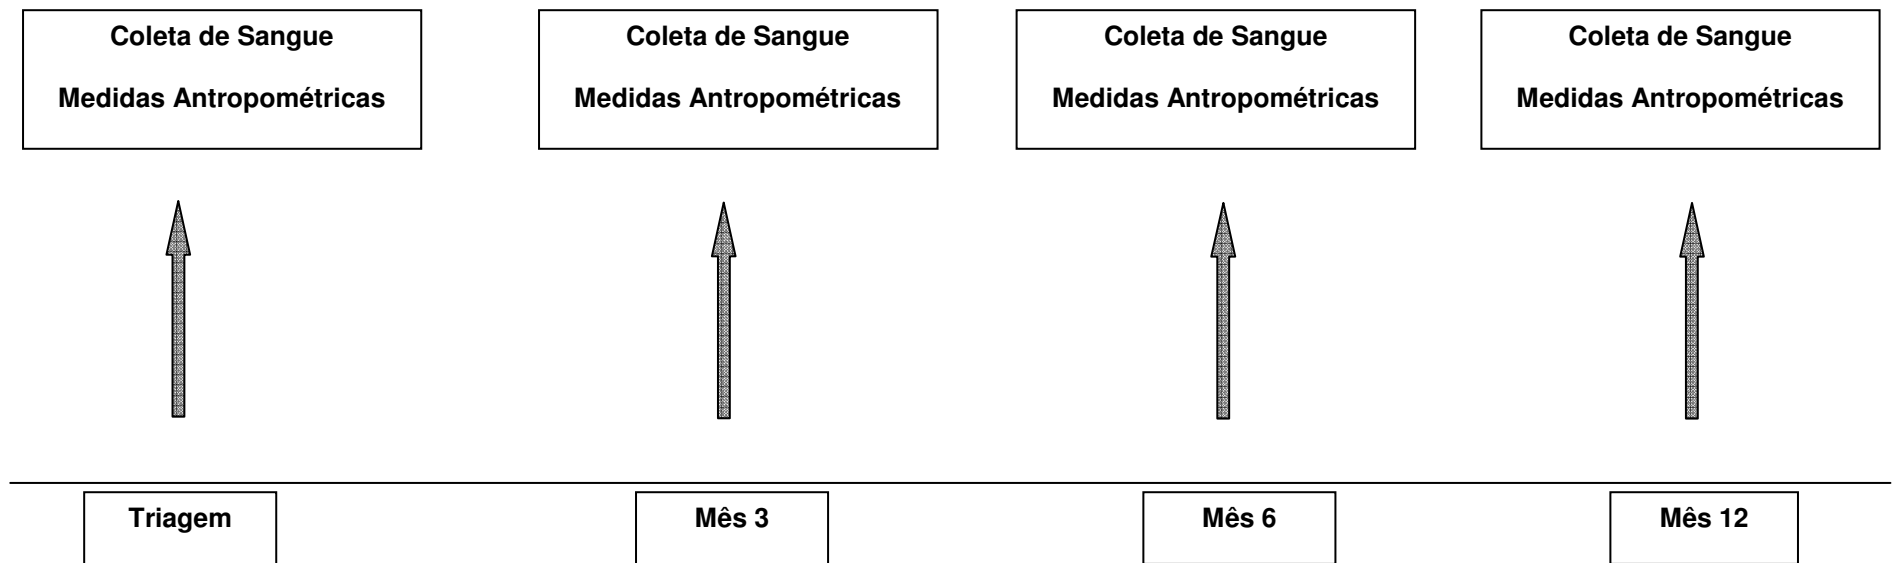 Coleta de Sangue
Medidas Antropométricas
Coleta de Sangue
Medidas Antropométricas
Coleta de Sangue
Medidas Antropométricas
Coleta de Sangue
Medidas Antropométricas
Triagem
Mês 3
Mês 6
Mês 12